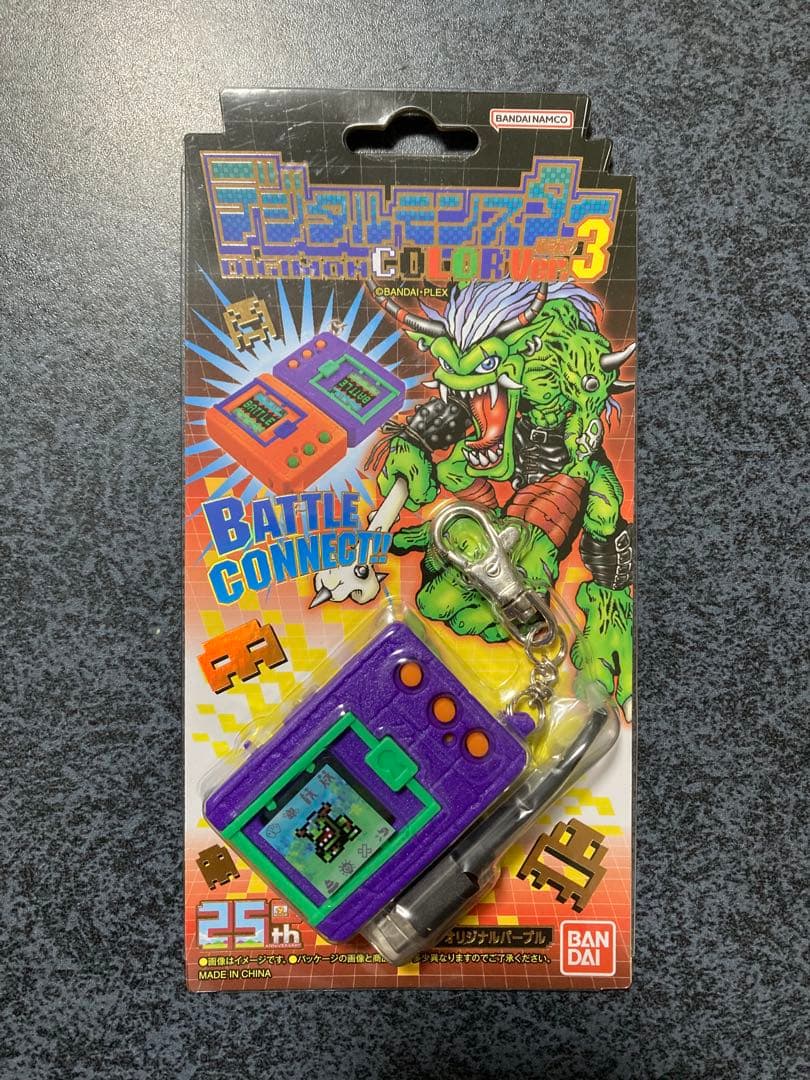 BANDAI NAMCO
デジタルモンスター
DIGIMON COLOR Ver.3
©BANDAI・PLEX
BATTLE
BATTLE
BATTLE
CONNECT!!
25th
ANNIVERSARY
オリジナルパープル
BAN
DAI
●画像はイメージです。 ●パッケージの画像と商品は多少異なりますのでご了承ください。
MADE IN CHINA